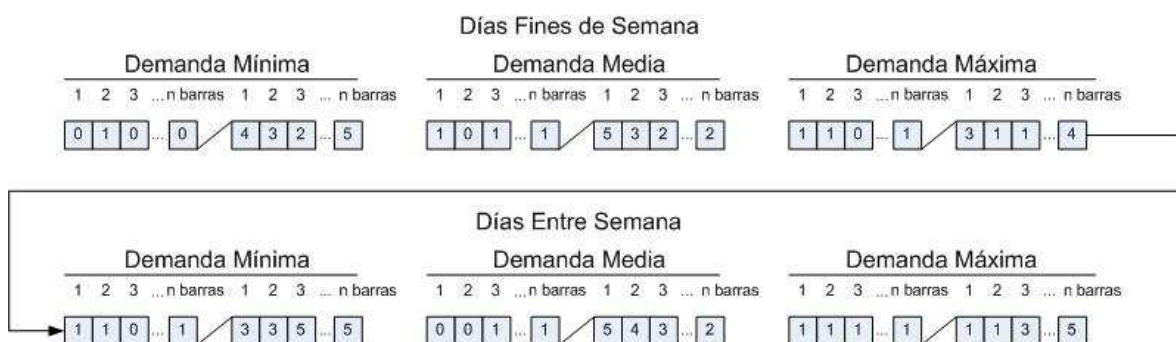 Días Fines de Semana
Demanda Mínima Demanda Media Demanda Máxima
1 2 3 ...n barras 1 2 3 ... n barras 1 2 3 ...n barras 1 2 3 ... n barras 1 2 3 ...n barras 1 2 3 ... n barras
0 1 0 ... 0 4 3 2 ... 5 1 0 1 ... 1 5 3 2 ... 2 1 1 0 ... 1 3 1 1 ... 4
Días Entre Semana
Demanda Mínima Demanda Media Demanda Máxima
1 2 3 ...n barras 1 2 3 ... n barras 1 2 3 ...n barras 1 2 3 ... n barras 1 2 3 ...n barras 1 2 3 ... n barras
1 1 0 ... 1 3 3 5 ... 5 0 0 1 ... 1 5 4 3 ... 2 1 1 1 ... 1 1 1 3 ... 5